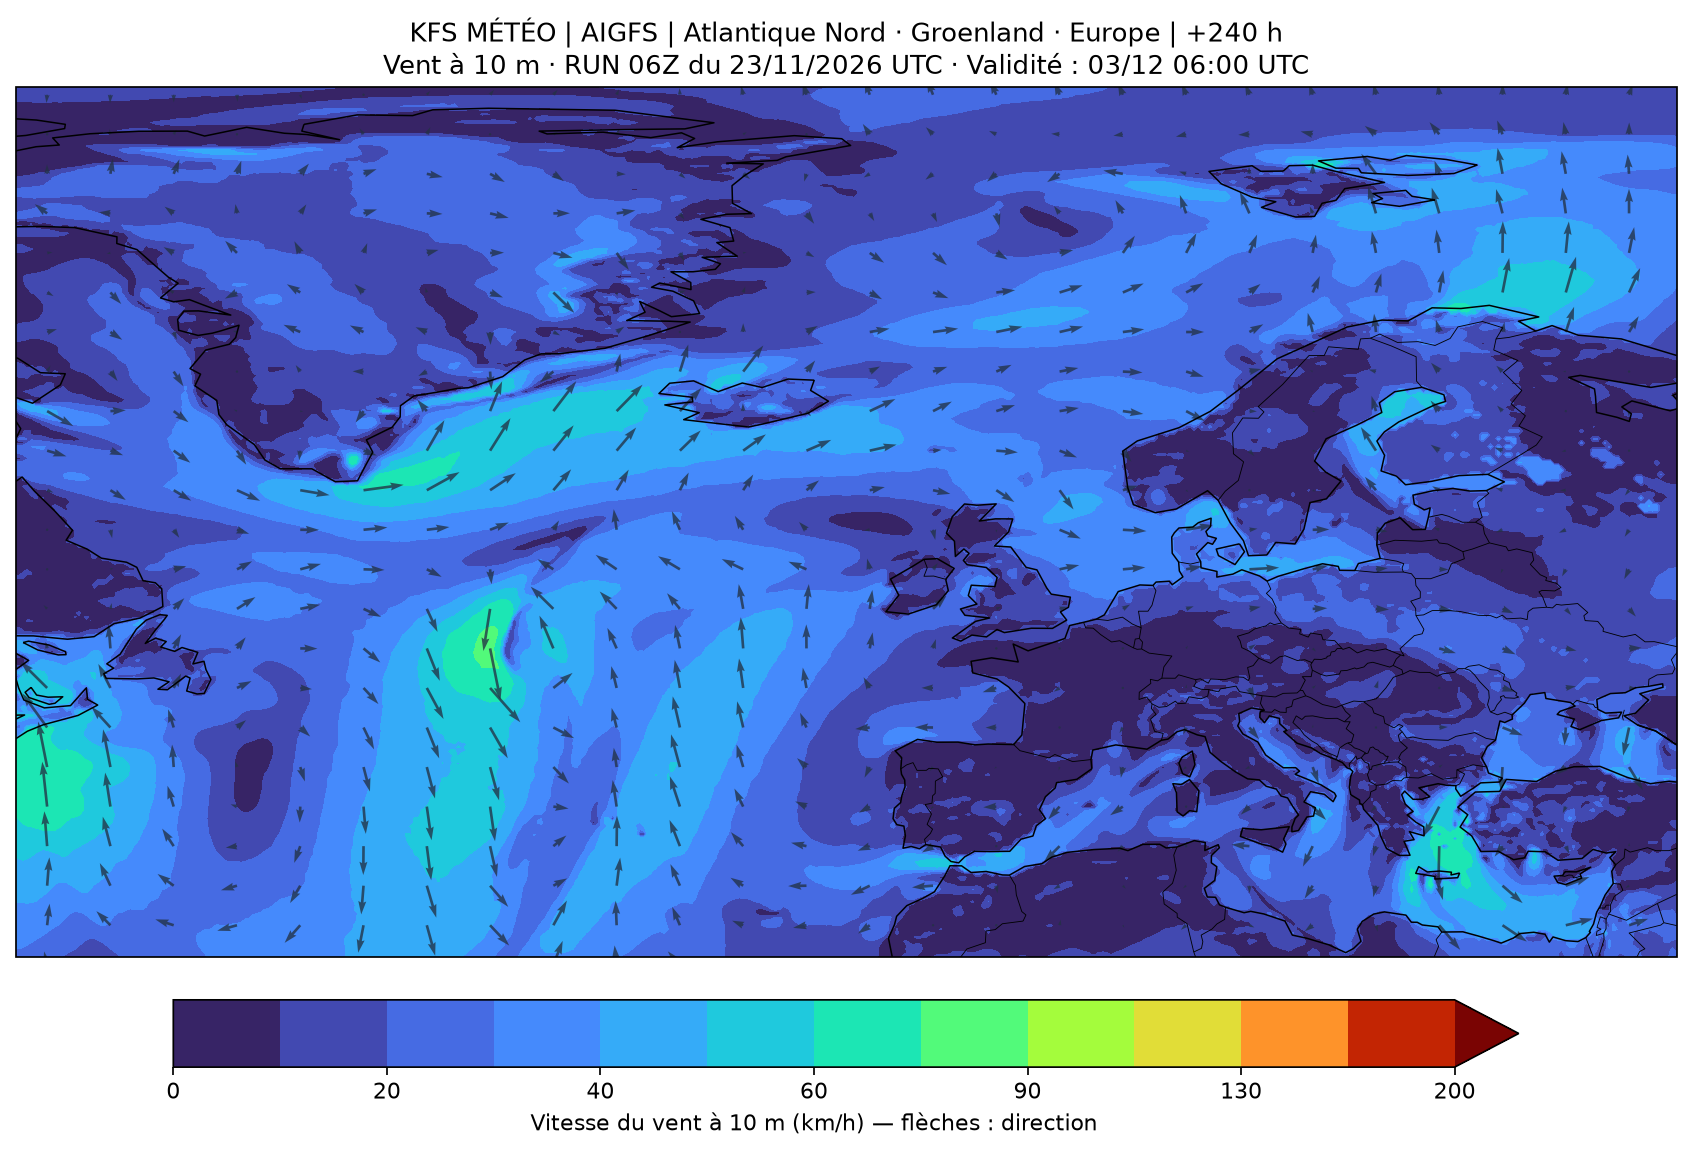 KFS MÉTÉO | AIGFS | Atlantique Nord · Groenland · Europe | +240 h
Vent à 10 m · RUN 06Z du 23/11/2026 UTC · Validité : 03/12 06:00 UTC
0 20 40 60 90 130 200
Vitesse du vent à 10 m (km/h) — flèches : direction